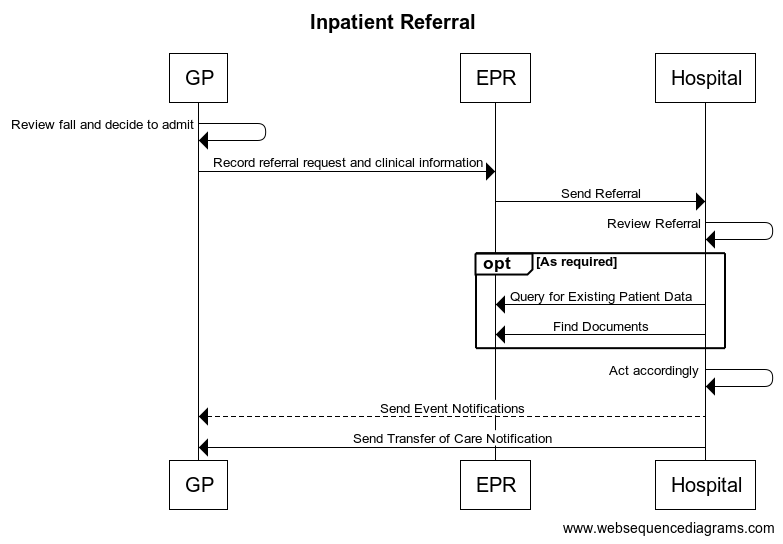 Inpatient Referral
GP
EPR
Hospital
Review fall and decide to admit
Record referral request and clinical information
Send Referral
Review Referral
opt
[As required]
Query for Existing Patient Data
Find Documents
Act accordingly
Send Event Notifications
Send Transfer of Care Notification
GP
EPR
Hospital
www.websequencediagrams.com